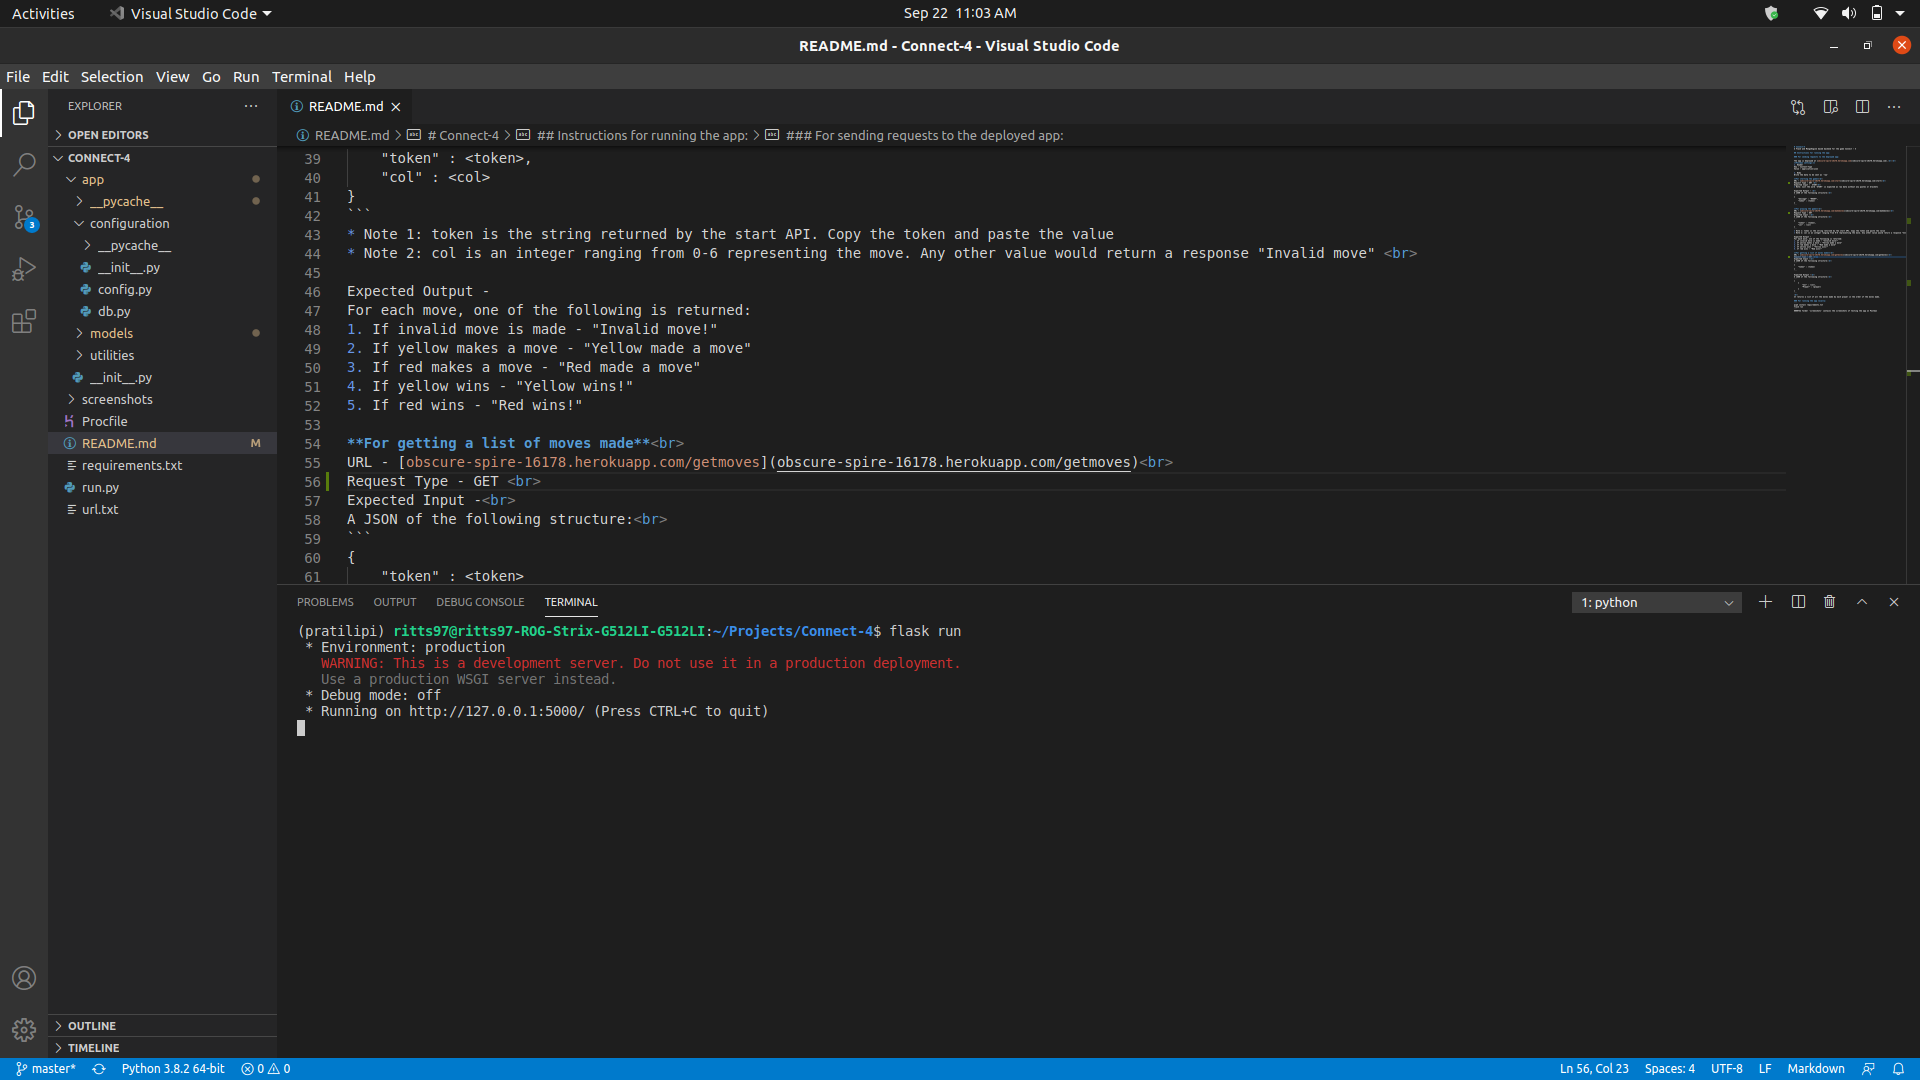 Activities
Visual Studio Code
Sep 22 11:03 AM
README.md - Connect-4 - Visual Studio Code
File Edit Selection View Go Run Terminal Help
EXPLORER
OPEN EDITORS
CONNECT-4
app
__pycache__
configuration
__pycache__
__init__.py
config.py
db.py
models
utilities
__init__.py
screenshots
Procfile
README.md M
requirements.txt
run.py
url.txt
OUTLINE
TIMELINE
3
README.md
README.md > # Connect-4 > ## Instructions for running the app: > ### For sending requests to the deployed app:
39 "token" : <token>,
40 "col" : <col>
41 }
42 ```
43 * Note 1: token is the string returned by the start API. Copy the token and paste the value
44 * Note 2: col is an integer ranging from 0-6 representing the move. Any other value would return a response "Invalid move" <br>
45
46 Expected Output -
47 For each move, one of the following is returned:
48 1. If invalid move is made - "Invalid move!"
49 2. If yellow makes a move - "Yellow made a move"
50 3. If red makes a move - "Red made a move"
51 4. If yellow wins - "Yellow wins!"
52 5. If red wins - "Red wins!"
53
54 **For getting a list of moves made**<br>
55 URL - [obscure-spire-16178.herokuapp.com/getmoves](obscure-spire-16178.herokuapp.com/getmoves)<br>
56 Request Type - GET <br>
57 Expected Input -<br>
58 A JSON of the following structure:<br>
59 ```
60 {
61 "token" : <token>
PROBLEMS OUTPUT DEBUG CONSOLE TERMINAL
1: python
(pratilipi) ritts97@ritts97-ROG-Strix-G512LI-G512LI:~/Projects/Connect-4$ flask run
* Environment: production
WARNING: This is a development server. Do not use it in a production deployment.
Use a production WSGI server instead.
* Debug mode: off
* Running on http://127.0.0.1:5000/ (Press CTRL+C to quit)
master* Python 3.8.2 64-bit 0 0
Ln 56, Col 23 Spaces: 4 UTF-8 LF Markdown